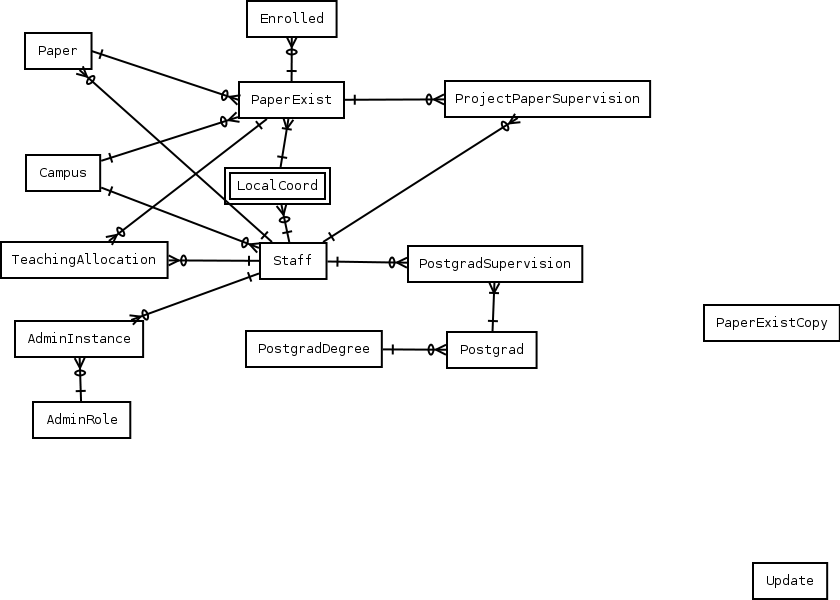 Enrolled
Paper
PaperExist
ProjectPaperSupervision
Campus
LocalCoord
TeachingAllocation
Staff
PostgradSupervision
PaperExistCopy
AdminInstance
PostgradDegree
Postgrad
AdminRole
Update